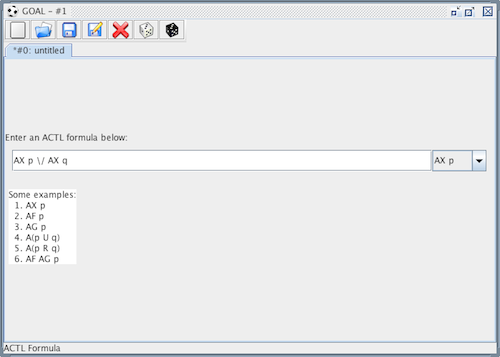 GOAL – #1
*#0: untitled
Enter an ACTL formula below:
AX p \/ AX q
AX p
Some examples:
1. AX p
2. AF p
3. AG p
4. A(p U q)
5. A(p R q)
6. AF AG p
ACTL Formula